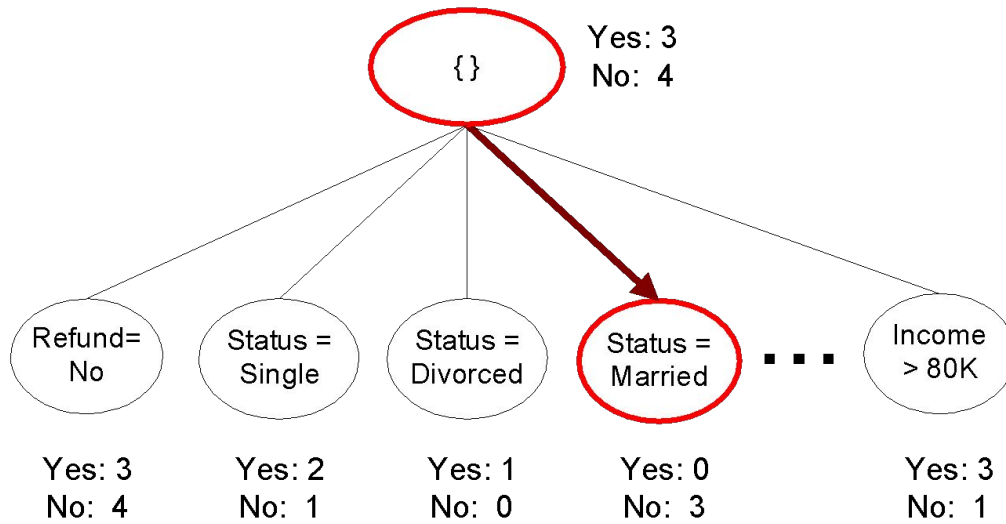 { }
Yes: 3
No: 4
Refund=
No
Status =
Single
Status =
Divorced
Status =
Married
...
Income
> 80K
Yes: 3
No: 4
Yes: 2
No: 1
Yes: 1
No: 0
Yes: 0
No: 3
Yes: 3
No: 1